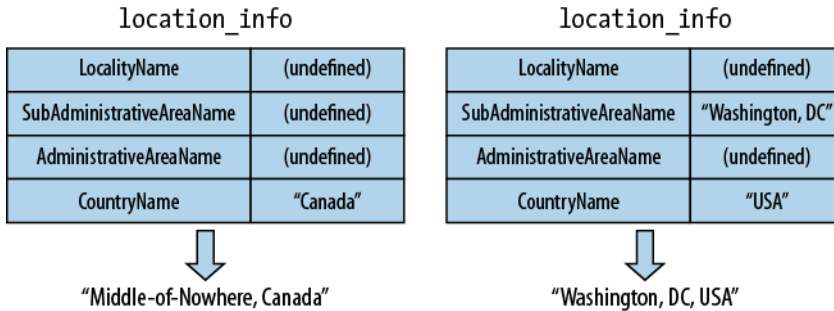 location_info
LocalityName (undefined)
SubAdministrativeAreaName (undefined)
AdministrativeAreaName (undefined)
CountryName “Canada”
“Middle-of-Nowhere, Canada”
location_info
LocalityName (undefined)
SubAdministrativeAreaName “Washington, DC”
AdministrativeAreaName (undefined)
CountryName “USA”
“Washington, DC, USA”